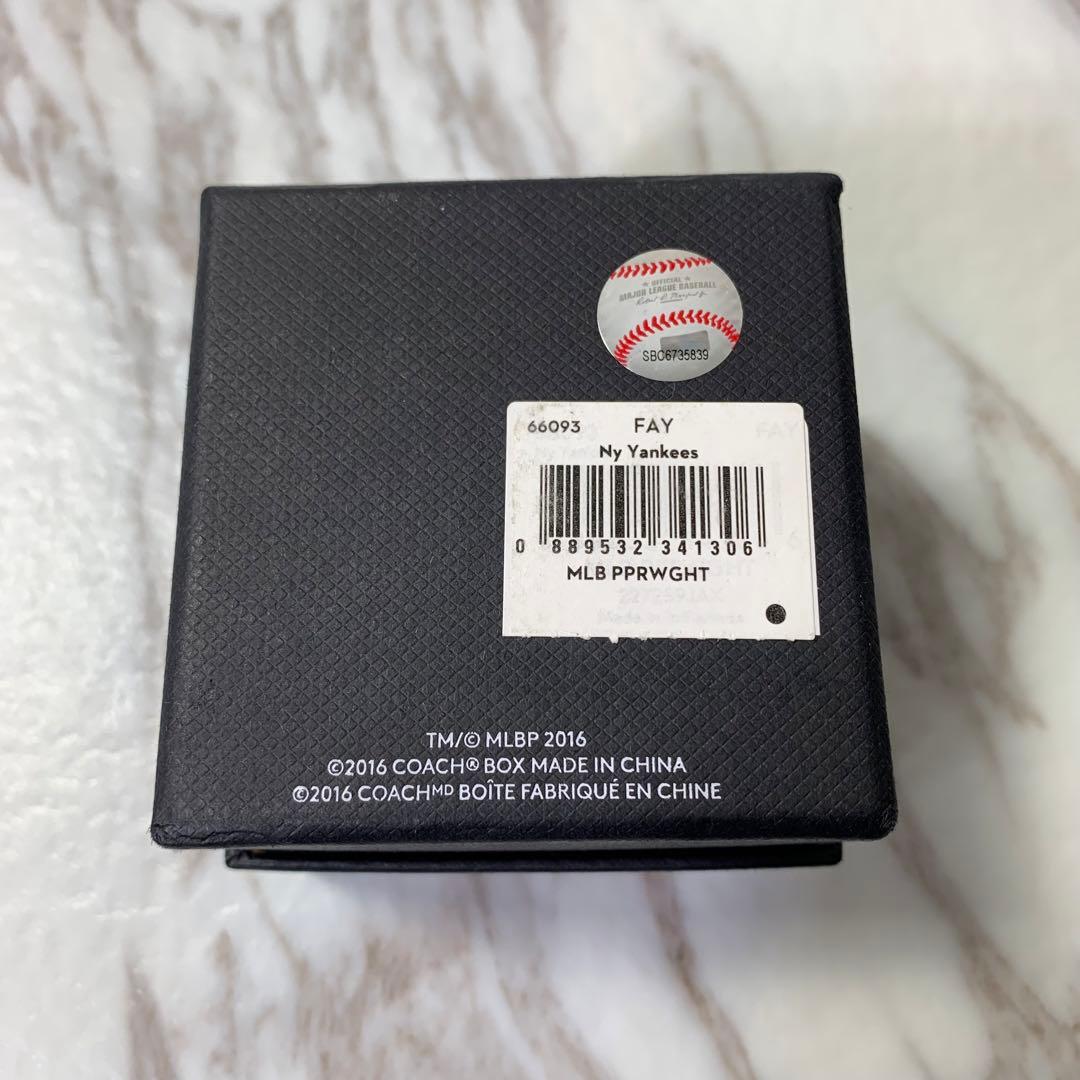 ★ OFFICIAL ★
MAJOR LEAGUE BASEBALL
SBC6735839
66093 FAY
Ny Yankees
0 889532 341306
MLB PPRWGHT
TM/© MLBP 2016
©2016 COACH® BOX MADE IN CHINA
©2016 COACHMD BOÎTE FABRIQUÉ EN CHINE